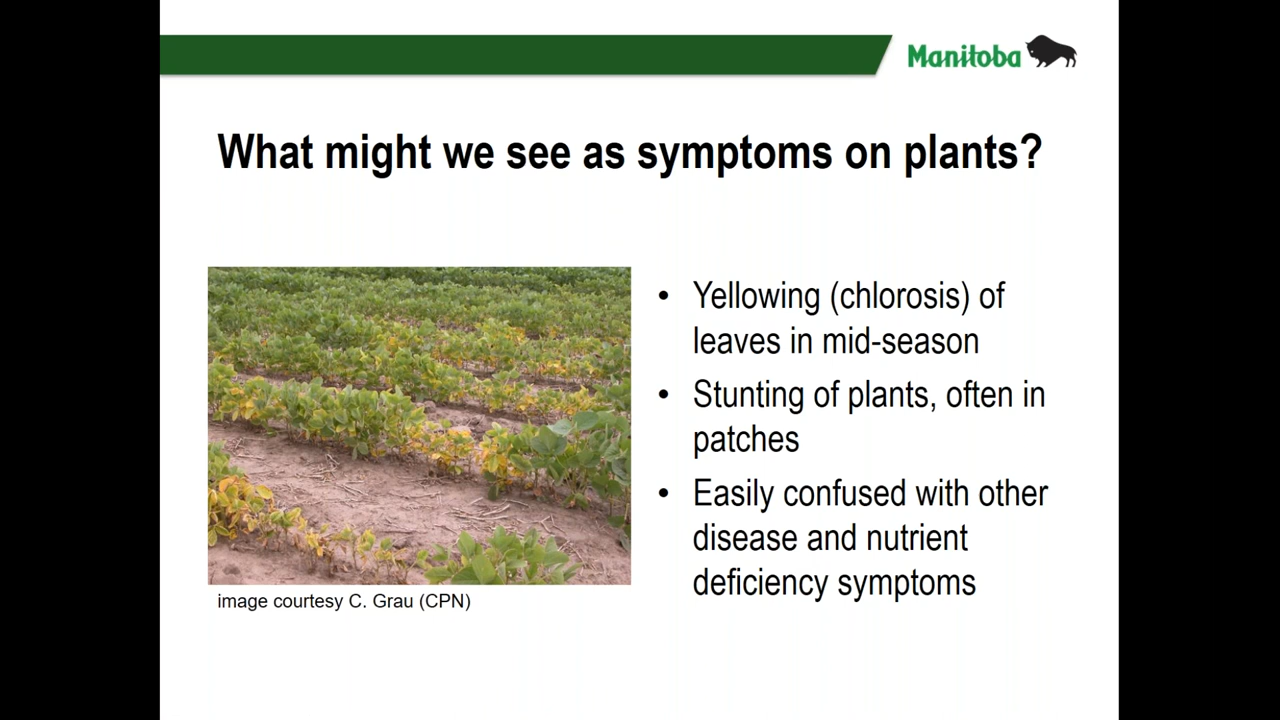 Manitoba
What might we see as symptoms on plants?
• Yellowing (chlorosis) of
leaves in mid-season
• Stunting of plants, often in
patches
• Easily confused with other
disease and nutrient
deficiency symptoms
image courtesy C. Grau (CPN)